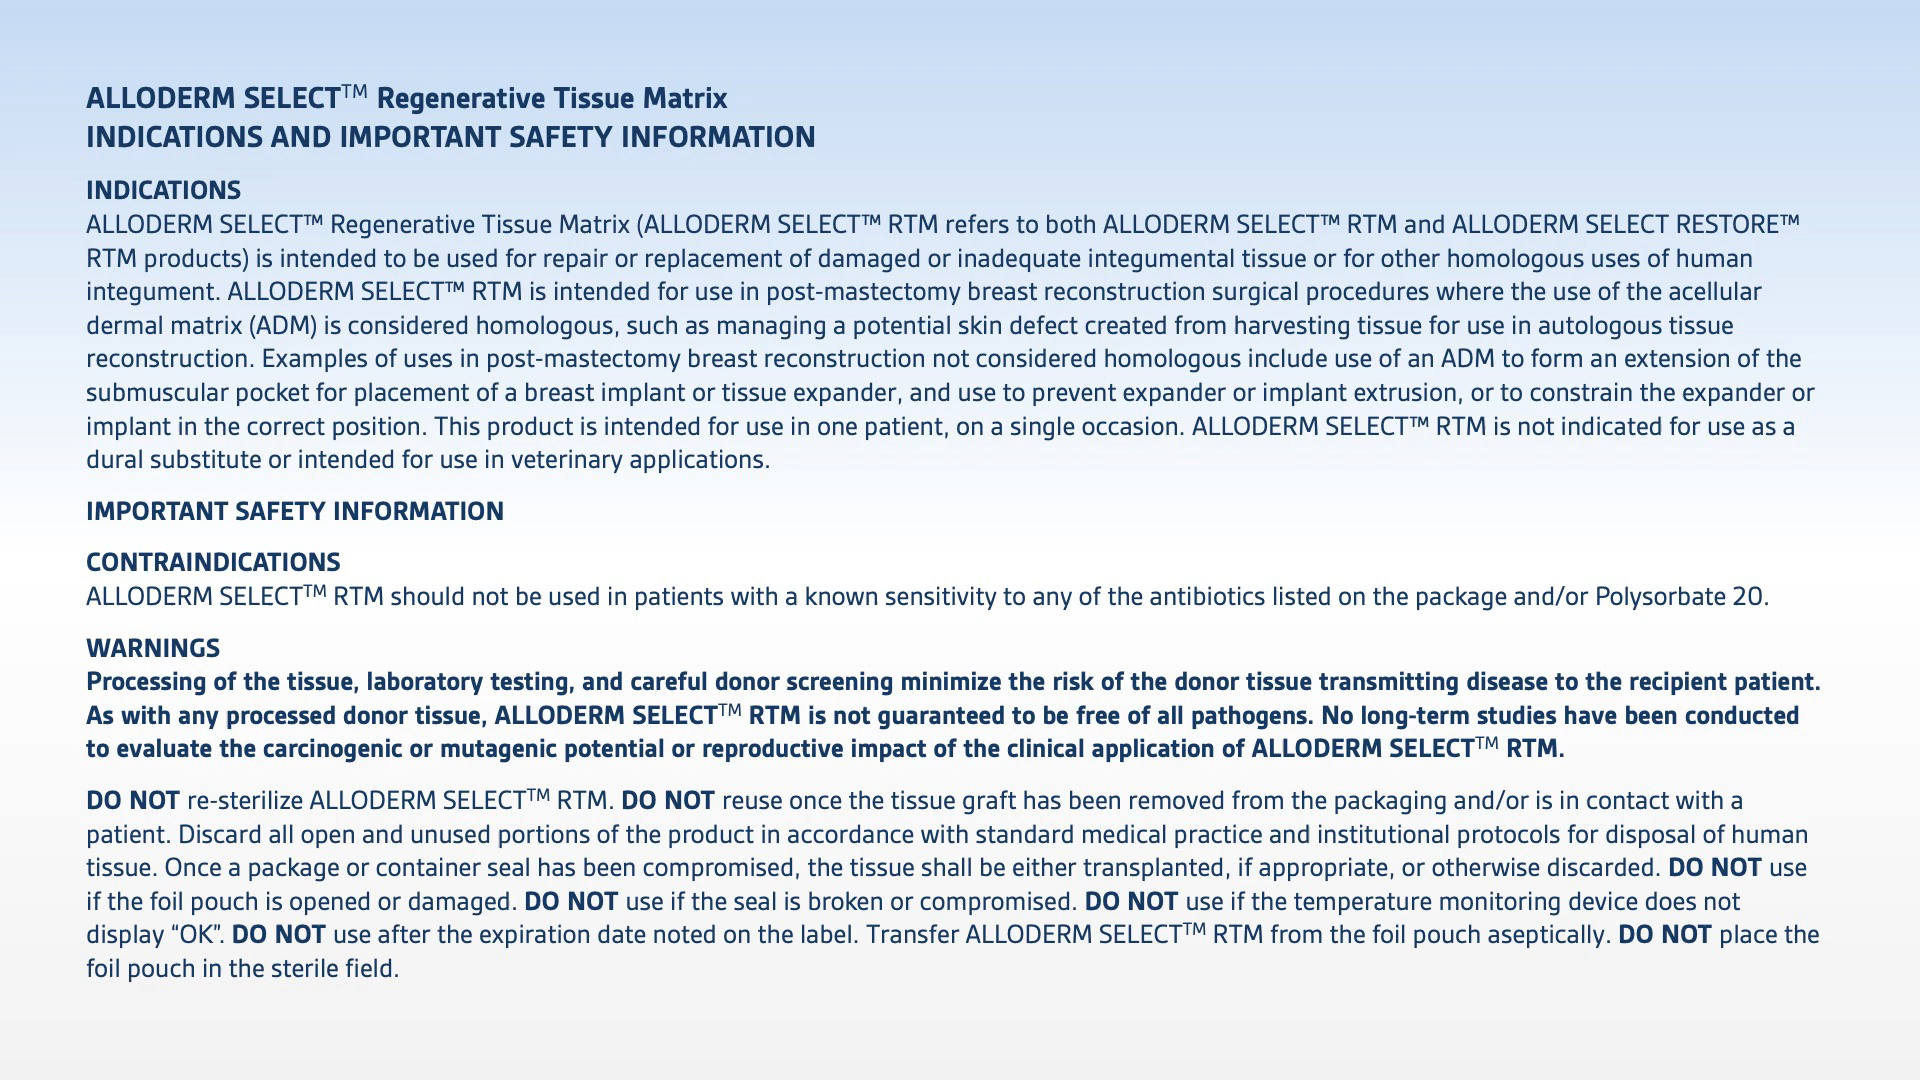 ALLODERM SELECT™ Regenerative Tissue Matrix
INDICATIONS AND IMPORTANT SAFETY INFORMATION
INDICATIONS
ALLODERM SELECT™ Regenerative Tissue Matrix (ALLODERM SELECT™ RTM refers to both ALLODERM SELECT™ RTM and ALLODERM SELECT RESTORE™
RTM products) is intended to be used for repair or replacement of damaged or inadequate integumental tissue or for other homologous uses of human
integument. ALLODERM SELECT™ RTM is intended for use in post-mastectomy breast reconstruction surgical procedures where the use of the acellular
dermal matrix (ADM) is considered homologous, such as managing a potential skin defect created from harvesting tissue for use in autologous tissue
reconstruction. Examples of uses in post-mastectomy breast reconstruction not considered homologous include use of an ADM to form an extension of the
submuscular pocket for placement of a breast implant or tissue expander, and use to prevent expander or implant extrusion, or to constrain the expander or
implant in the correct position. This product is intended for use in one patient, on a single occasion. ALLODERM SELECT™ RTM is not indicated for use as a
dural substitute or intended for use in veterinary applications.
IMPORTANT SAFETY INFORMATION
CONTRAINDICATIONS
ALLODERM SELECT™ RTM should not be used in patients with a known sensitivity to any of the antibiotics listed on the package and/or Polysorbate 20.
WARNINGS
Processing of the tissue, laboratory testing, and careful donor screening minimize the risk of the donor tissue transmitting disease to the recipient patient.
As with any processed donor tissue, ALLODERM SELECT™ RTM is not guaranteed to be free of all pathogens. No long-term studies have been conducted
to evaluate the carcinogenic or mutagenic potential or reproductive impact of the clinical application of ALLODERM SELECT™ RTM.
DO NOT re-sterilize ALLODERM SELECT™ RTM. DO NOT reuse once the tissue graft has been removed from the packaging and/or is in contact with a
patient. Discard all open and unused portions of the product in accordance with standard medical practice and institutional protocols for disposal of human
tissue. Once a package or container seal has been compromised, the tissue shall be either transplanted, if appropriate, or otherwise discarded. DO NOT use
if the foil pouch is opened or damaged. DO NOT use if the seal is broken or compromised. DO NOT use if the temperature monitoring device does not
display “OK”. DO NOT use after the expiration date noted on the label. Transfer ALLODERM SELECT™ RTM from the foil pouch aseptically. DO NOT place the
foil pouch in the sterile field.